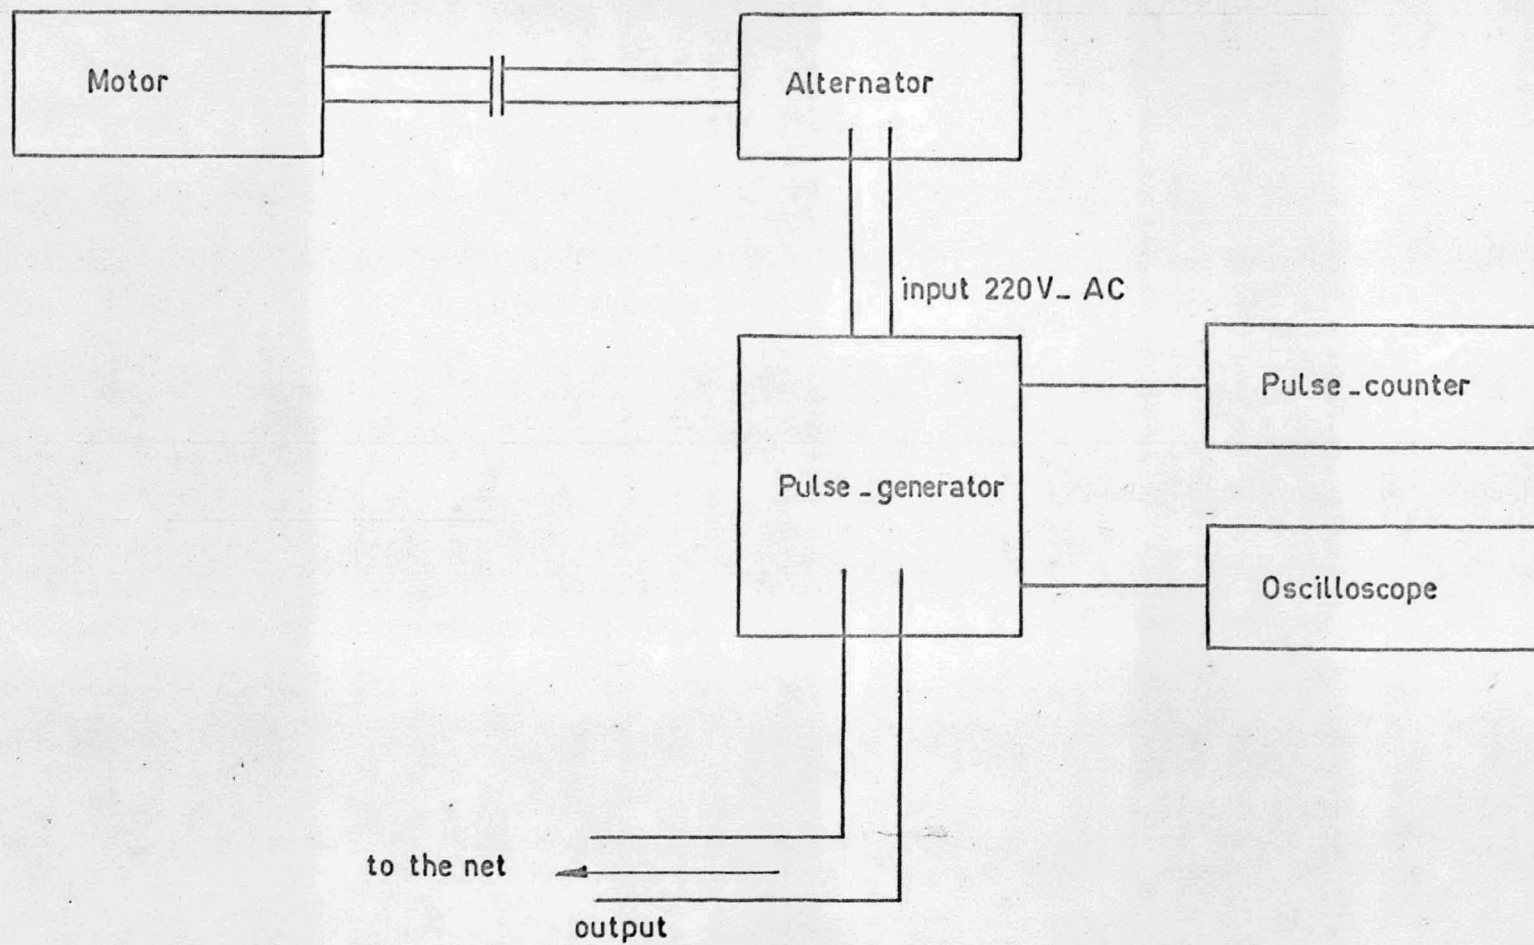 Motor
Alternator
input 220V_ AC
Pulse_counter
Pulse_generator
Oscilloscope
to the net
output